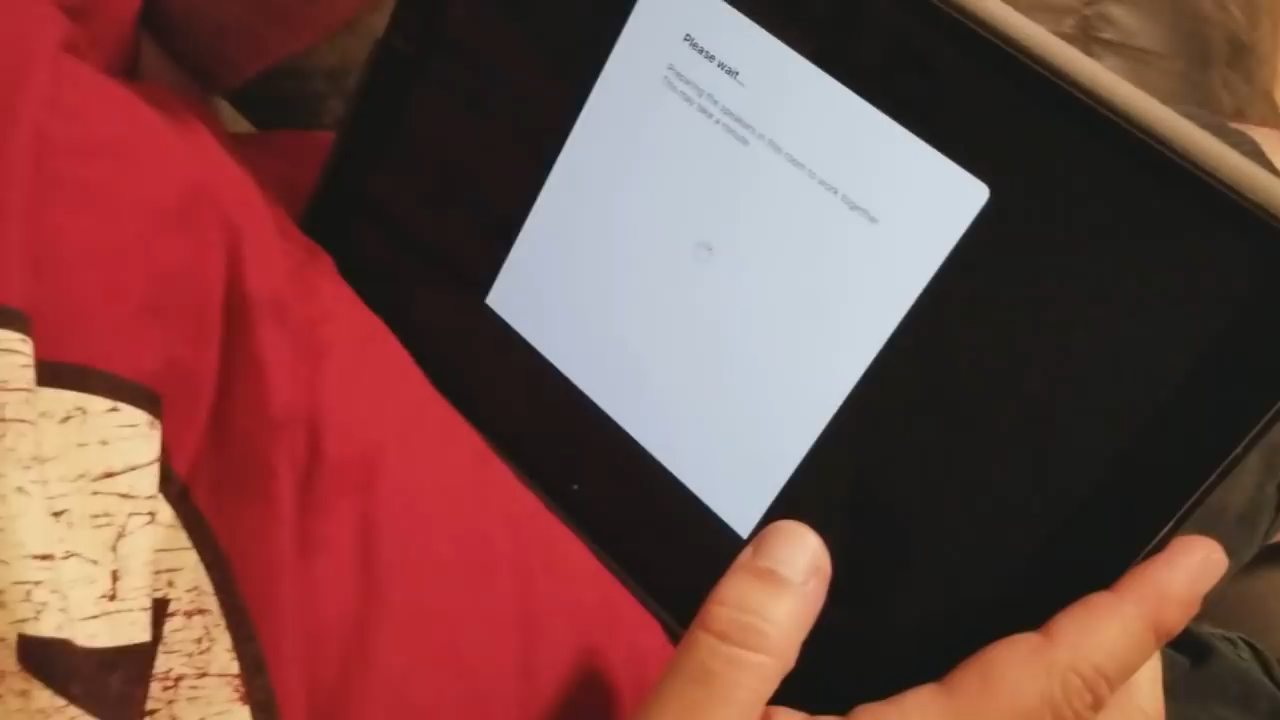 Please wait...
Preparing the speakers in this room to work together.
This may take a minute.